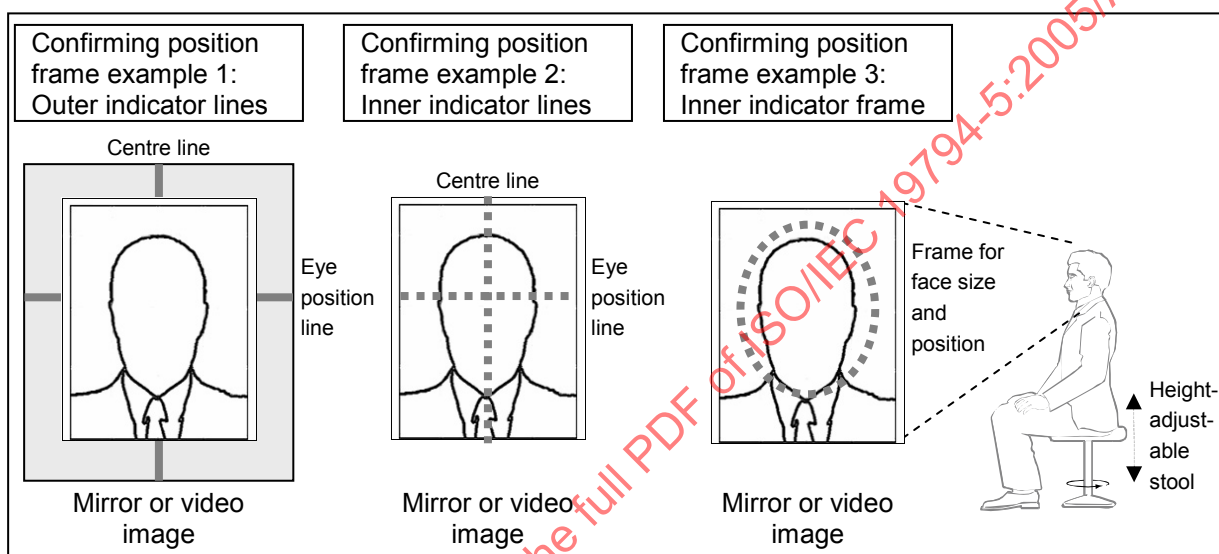 Confirming position
frame example 1:
Outer indicator lines
Confirming position
frame example 2:
Inner indicator lines
Confirming position
frame example 3:
Inner indicator frame
Centre line
Eye
position
line
Mirror or video
image
Centre line
Eye
position
line
Mirror or video
image
Frame for
face size
and
position
Mirror or video
image
Height-
adjust-
able
stool
he full PDF of ISO/IEC 19794-5:2005/